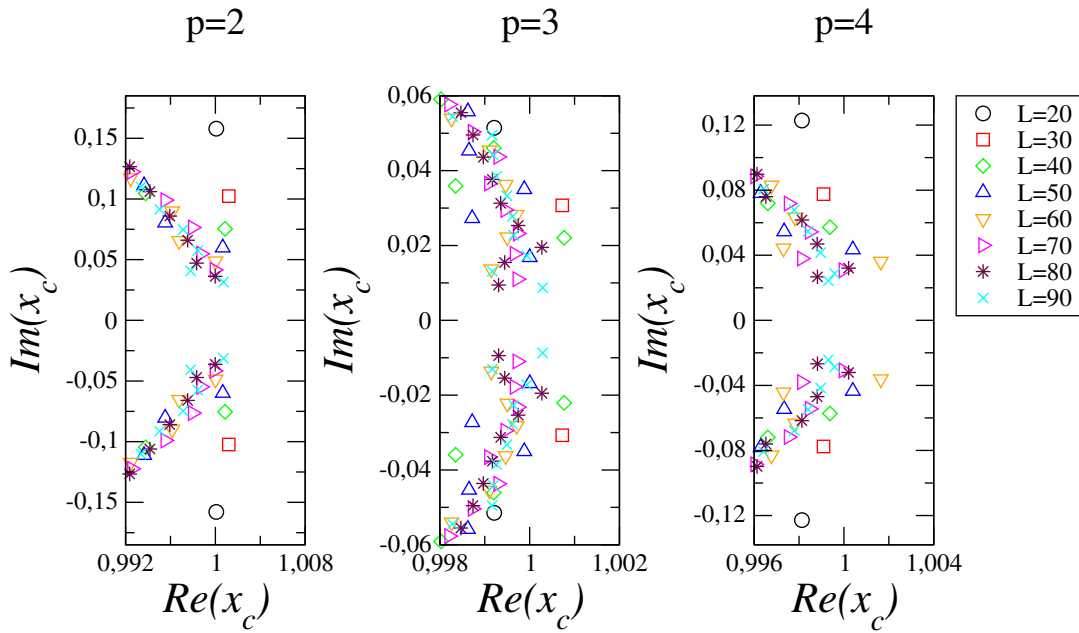 p=2
p=3
p=4
0,15
0,1
0,05
0
-0,05
-0,1
-0,15
Im(x_c)
0,992
1
1,008
Re(x_c)
0,06
0,04
0,02
0
-0,02
-0,04
-0,06
Im(x_c)
0,998
1
1,002
Re(x_c)
0,12
0,08
0,04
0
-0,04
-0,08
-0,12
Im(x_c)
0,996
1
1,004
Re(x_c)
L=20
L=30
L=40
L=50
L=60
L=70
L=80
L=90